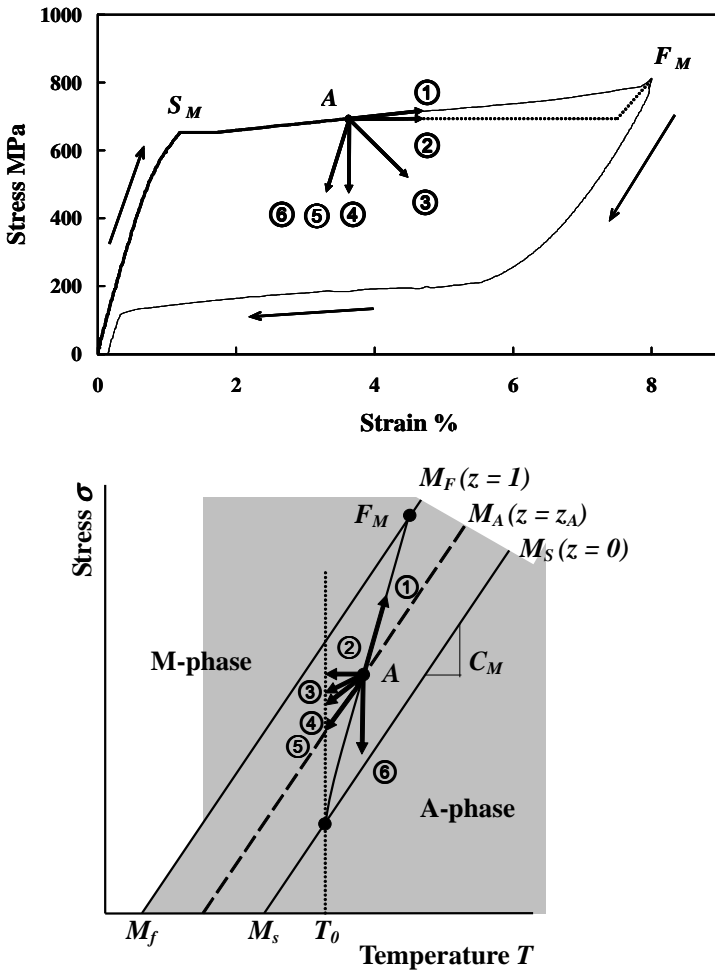 1000
800
600
400
200
0
Stress MPa
S_M
A
F_M
①
②
⑥ ⑤ ④ ③
0 2 4 6 8
Strain %
Stress σ
M_F (z = 1)
F_M
M_A (z = z_A)
M_S (z = 0)
①
M-phase
②
A
C_M
③
④
⑤
⑥
A-phase
M_f M_s T_0
Temperature T